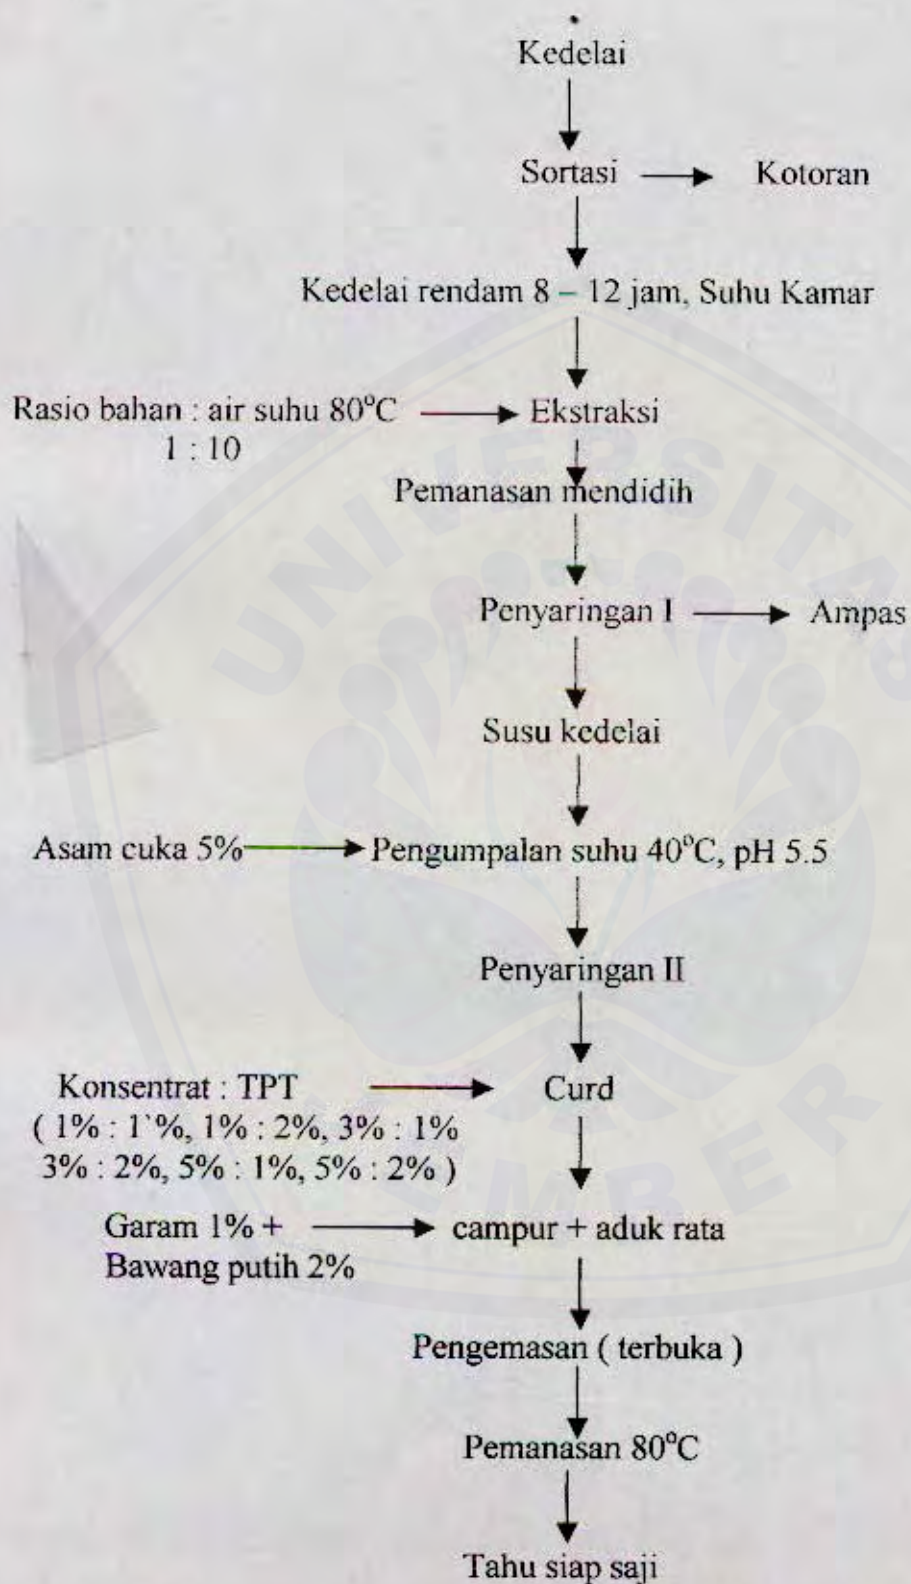 Kedelai
Sortasi
Kotoran
Kedelai rendam 8 – 12 jam, Suhu Kamar
Rasio bahan : air suhu 80°C
1 : 10
Ekstraksi
Pemanasan mendidih
Penyaringan I
Ampas
Susu kedelai
Asam cuka 5%
Pengumpalan suhu 40°C, pH 5.5
Penyaringan II
Konsentrat : TPT
( 1% : 1`%, 1% : 2%, 3% : 1%
3% : 2%, 5% : 1%, 5% : 2% )
Curd
Garam 1% +
Bawang putih 2%
campur + aduk rata
Pengemasan ( terbuka )
Pemanasan 80°C
Tahu siap saji
UNIVERSITAS
JEMBER